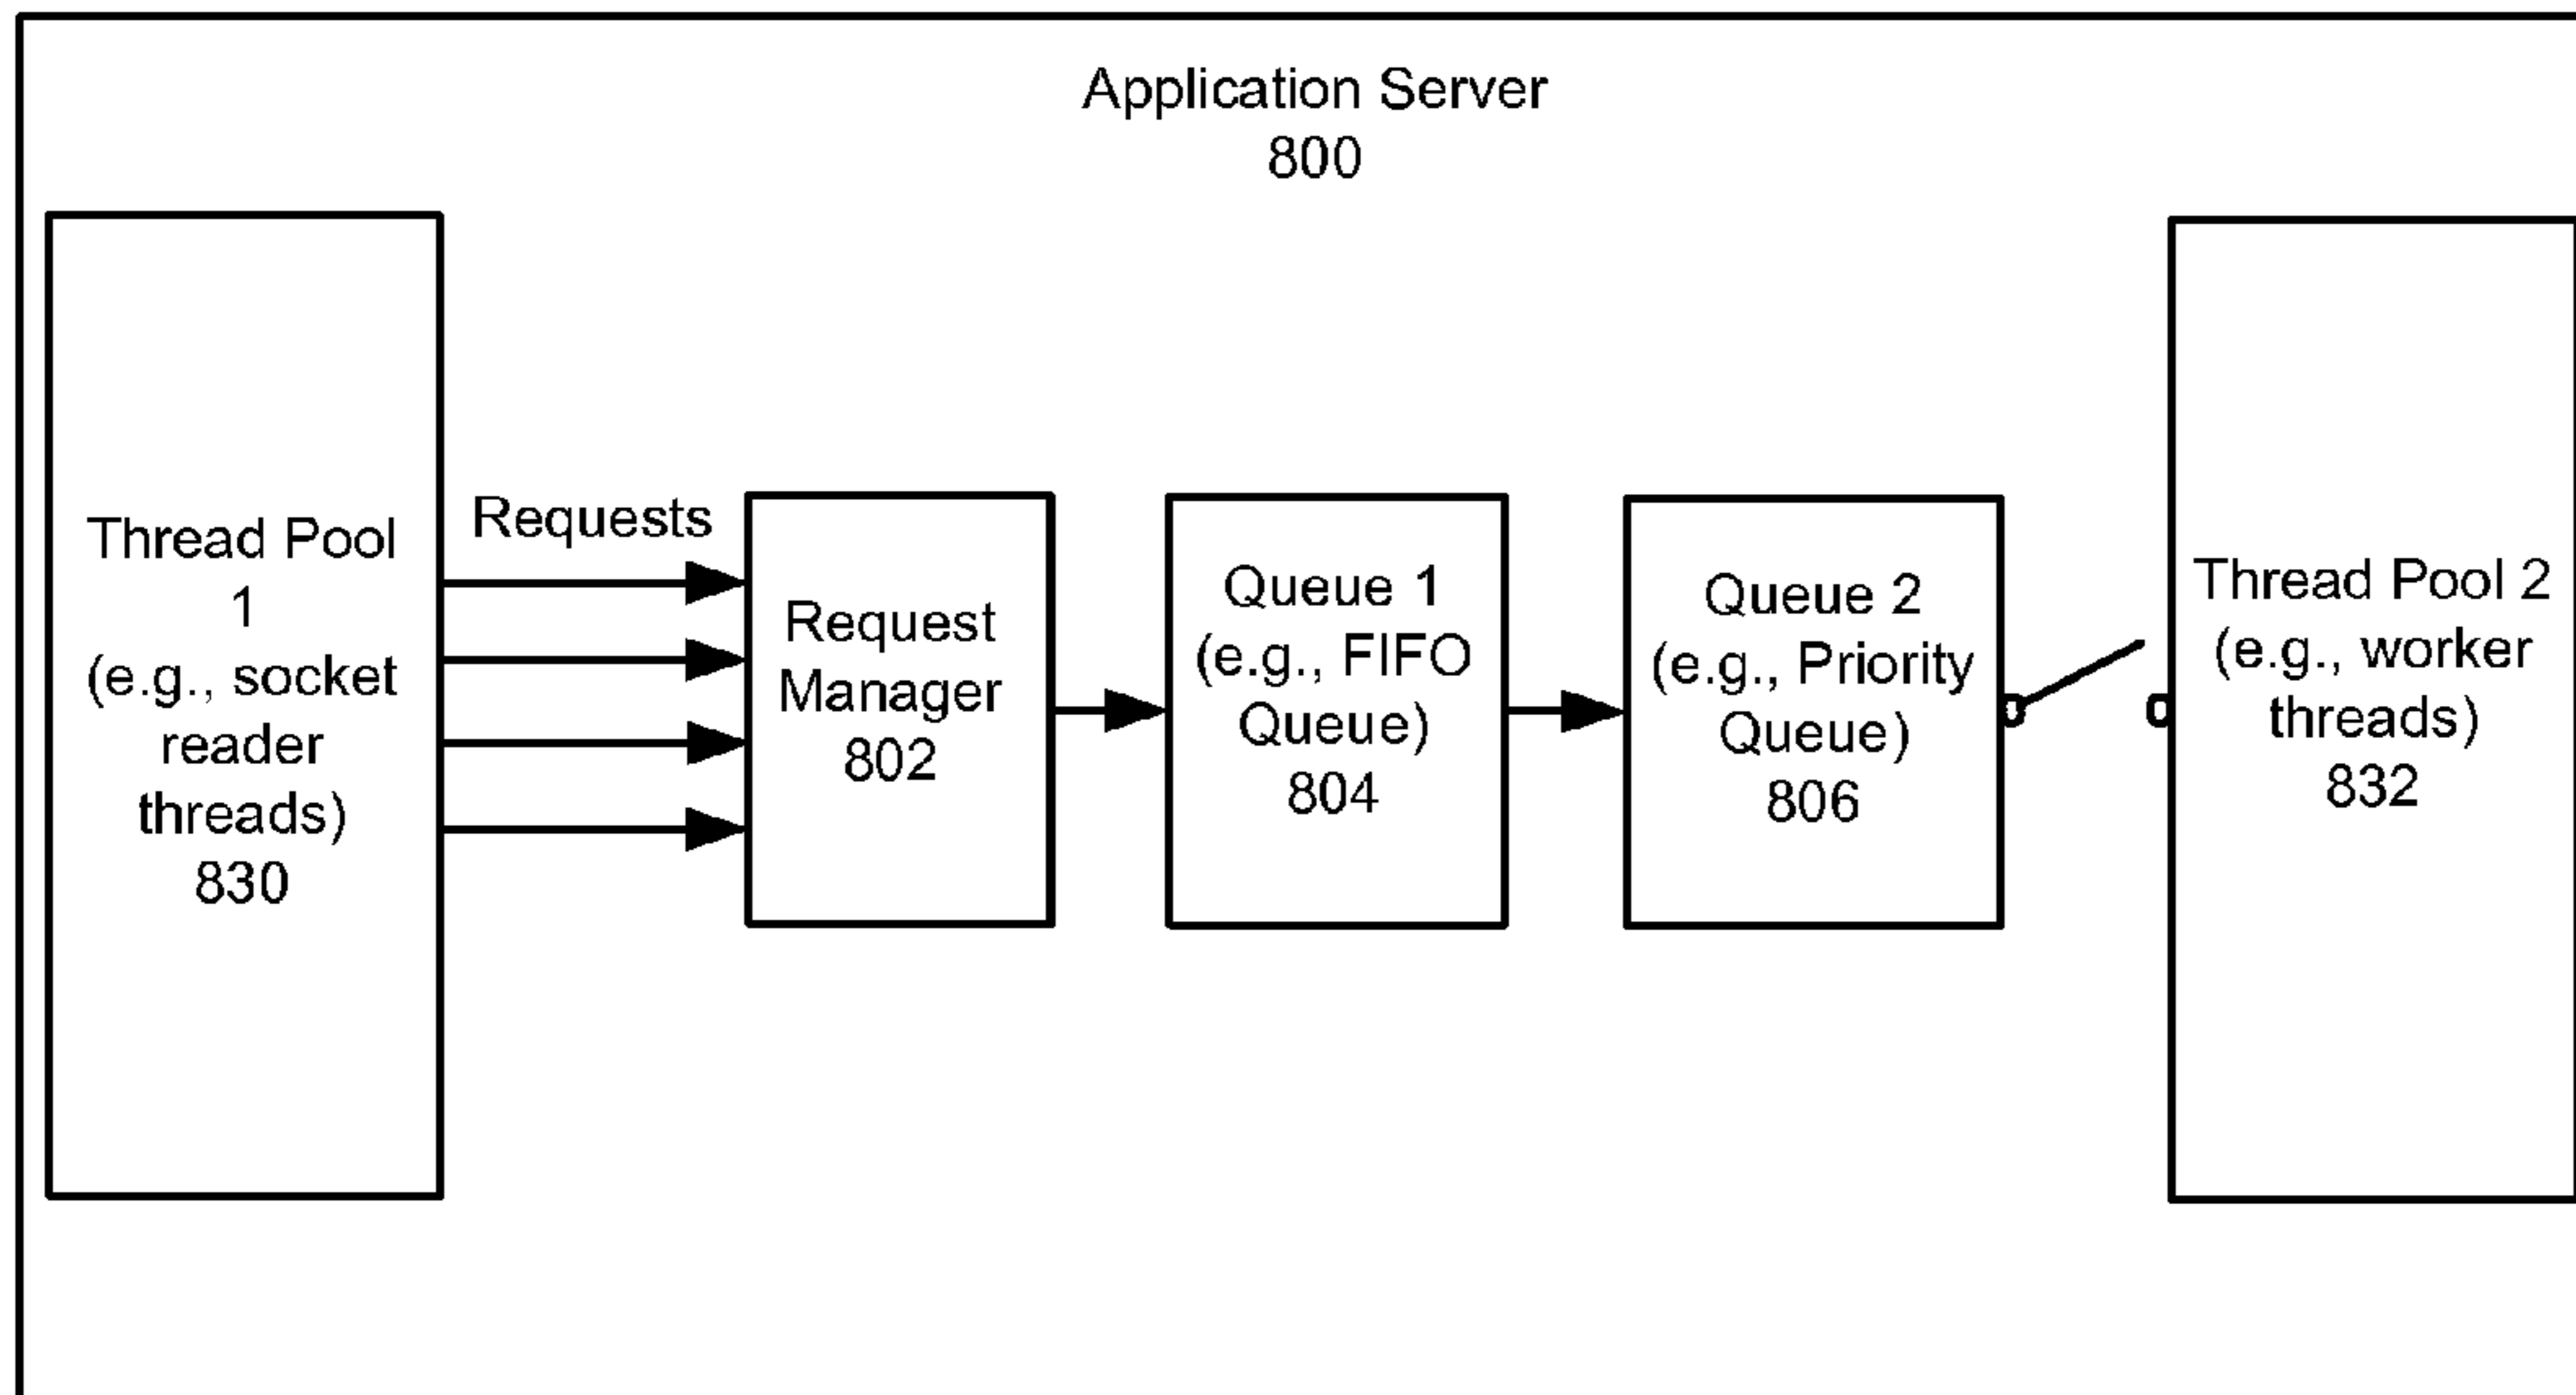 Application Server
800
Thread Pool
1
(e.g., socket
reader
threads)
830
Requests
Request
Manager
802
Queue 1
(e.g., FIFO
Queue)
804
Queue 2
(e.g., Priority
Queue)
806
Thread Pool 2
(e.g., worker
threads)
832